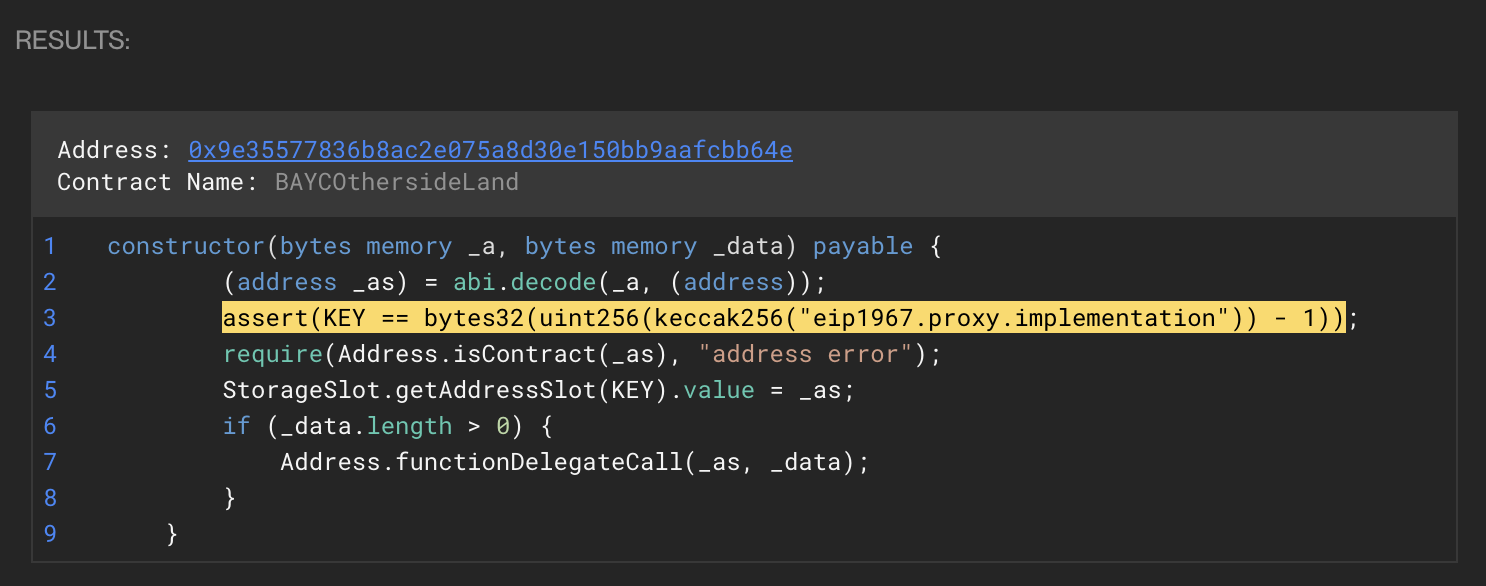 RESULTS:
Address: 0x9e35577836b8ac2e075a8d30e150bb9aafcbb64e
Contract Name: BAYCOthersideLand
1 constructor(bytes memory _a, bytes memory _data) payable {
2 (address _as) = abi.decode(_a, (address));
3 assert(KEY == bytes32(uint256(keccak256("eip1967.proxy.implementation")) - 1));
4 require(Address.isContract(_as), "address error");
5 StorageSlot.getAddressSlot(KEY).value = _as;
6 if (_data.length > 0) {
7 Address.functionDelegateCall(_as, _data);
8 }
9 }